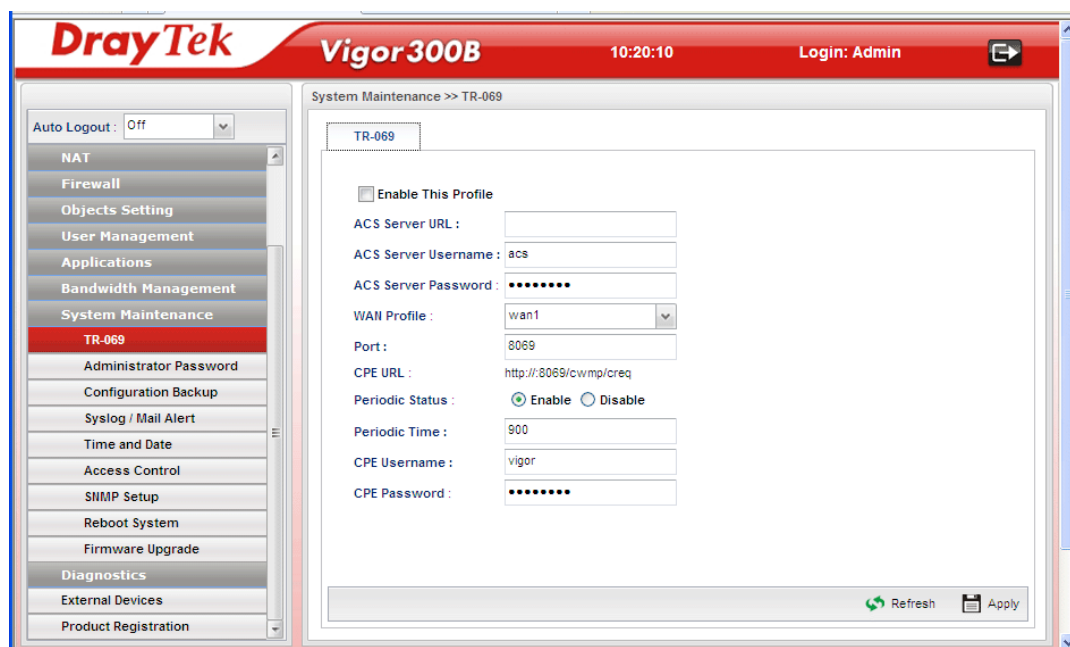 DrayTek
Vigor300B
10:20:10
Login: Admin
Auto Logout : Off
NAT
Firewall
Objects Setting
User Management
Applications
Bandwidth Management
System Maintenance
TR-069
Administrator Password
Configuration Backup
Syslog / Mail Alert
Time and Date
Access Control
SNMP Setup
Reboot System
Firmware Upgrade
Diagnostics
External Devices
Product Registration
System Maintenance >> TR-069
TR-069
Enable This Profile
ACS Server URL :
ACS Server Username : acs
ACS Server Password : ••••••••
WAN Profile : wan1
Port : 8069
CPE URL : http://:8069/cwmp/creq
Periodic Status : Enable Disable
Periodic Time : 900
CPE Username : vigor
CPE Password : ••••••••
Refresh Apply